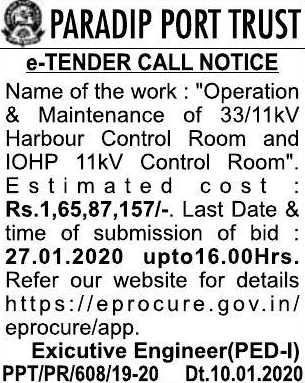 PARADIP PORT TRUST
e-TENDER CALL NOTICE
Name of the work : "Operation
& Maintenance of 33/11kV
Harbour Control Room and
IOHP 11kV Control Room".
Estimated cost :
Rs.1,65,87,157/-. Last Date &
time of submission of bid :
27.01.2020 upto16.00Hrs.
Refer our website for details
https://eprocure.gov.in/
eprocure/app.
Exicutive Engineer(PED-I)
PPT/PR/608/19-20 Dt.10.01.2020